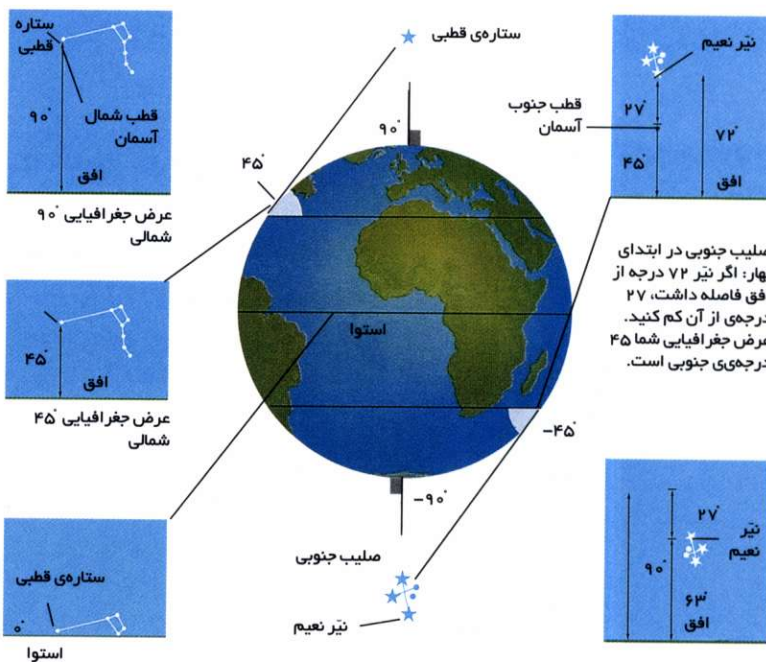 ستاره
قطبی
۹۰°
قطب شمال
آسمان
افق
عرض جغرافیایی ۹۰°
شمالی
۴۵°
افق
عرض جغرافیایی ۴۵°
شمالی
ستاره‌ی قطبی
۰°
استوا
ستاره‌ی قطبی
۹۰°
۴۵°
استوا
−۴۵°
−۹۰°
صلیب جنوبی
نیّر نعیم
نیّر نعیم
۲۷°
قطب جنوب
آسمان
۷۲°
۴۵°
افق
صلیب جنوبی در ابتدای
بهار: اگر نیّر ۷۲ درجه از
افق فاصله داشت، ۲۷
درجه‌ی از آن کم کنید.
عرض جغرافیایی شما ۴۵
درجه‌ی‌ی جنوبی است.
۲۷°
نیّر
نعیم
۹۰°
۶۳°
افق